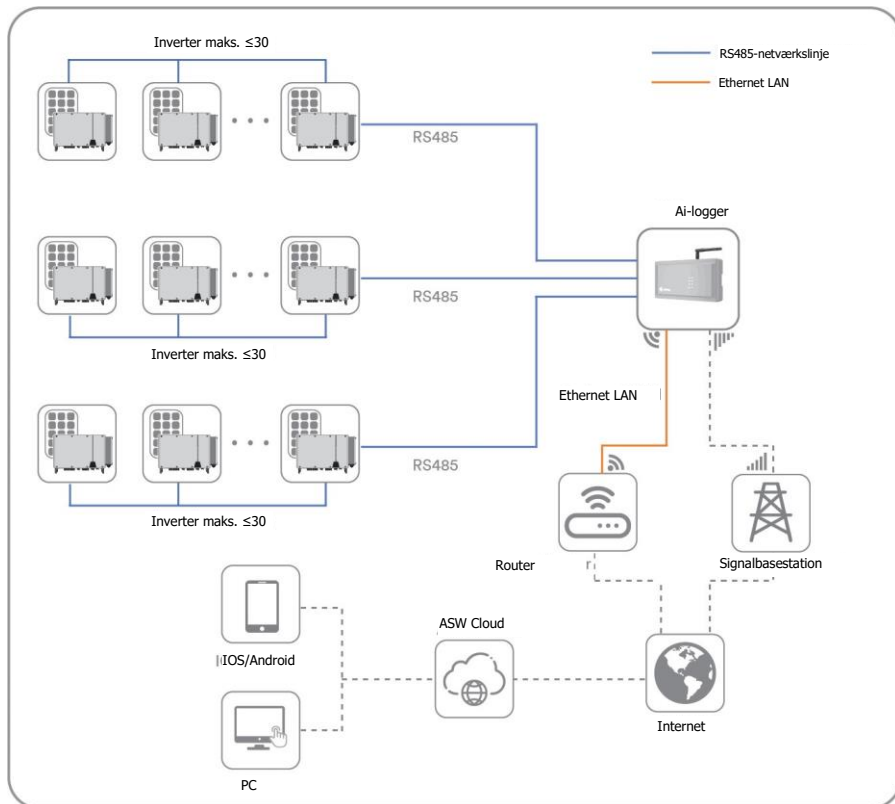 Inverter maks. ≤30
RS485-netværkslinje
Ethernet LAN
RS485
Ai-logger
RS485
Inverter maks. ≤30
Ethernet LAN
RS485
Inverter maks. ≤30
Router
Signalbasestation
ASW Cloud
IOS/Android
Internet
PC